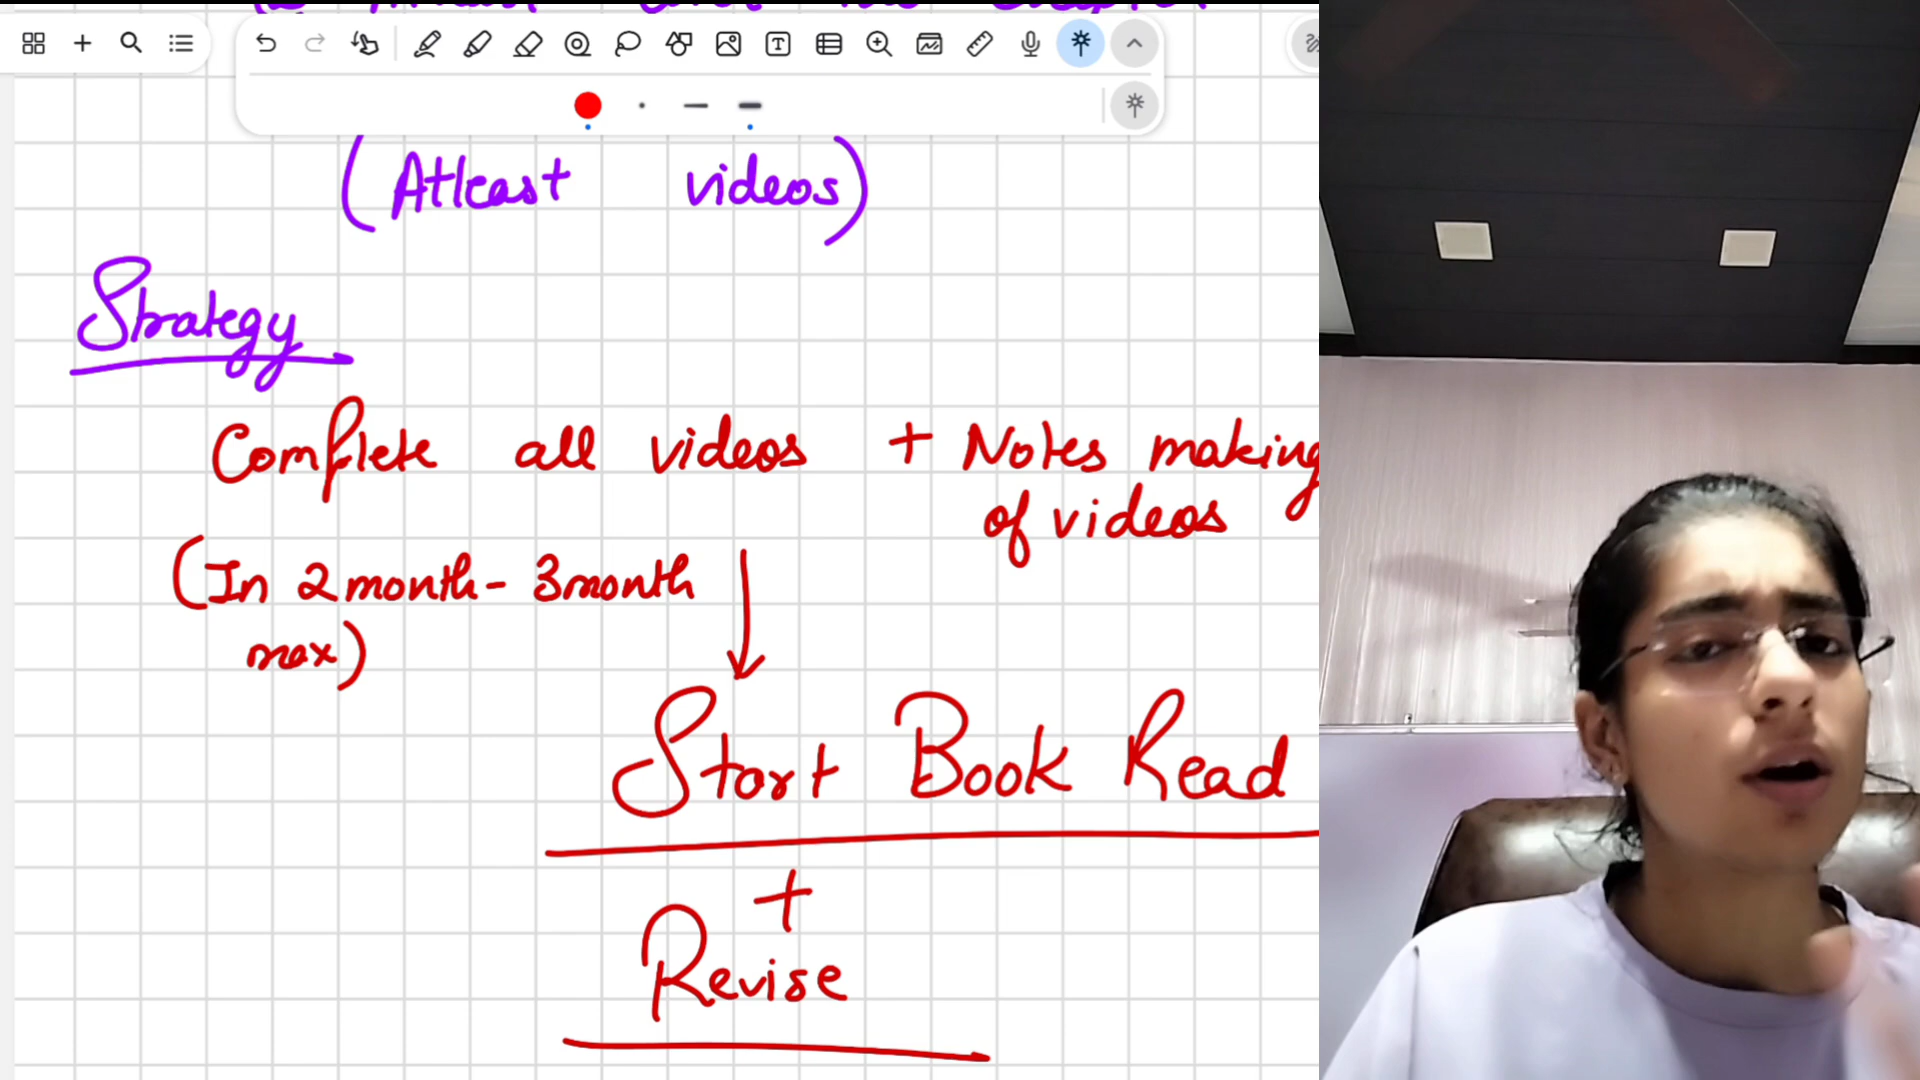 (Atleast videos)
Strategy
Complete all videos + Notes making
of videos
(In 2month- 3month
max)
Start Book Read
+
Revise